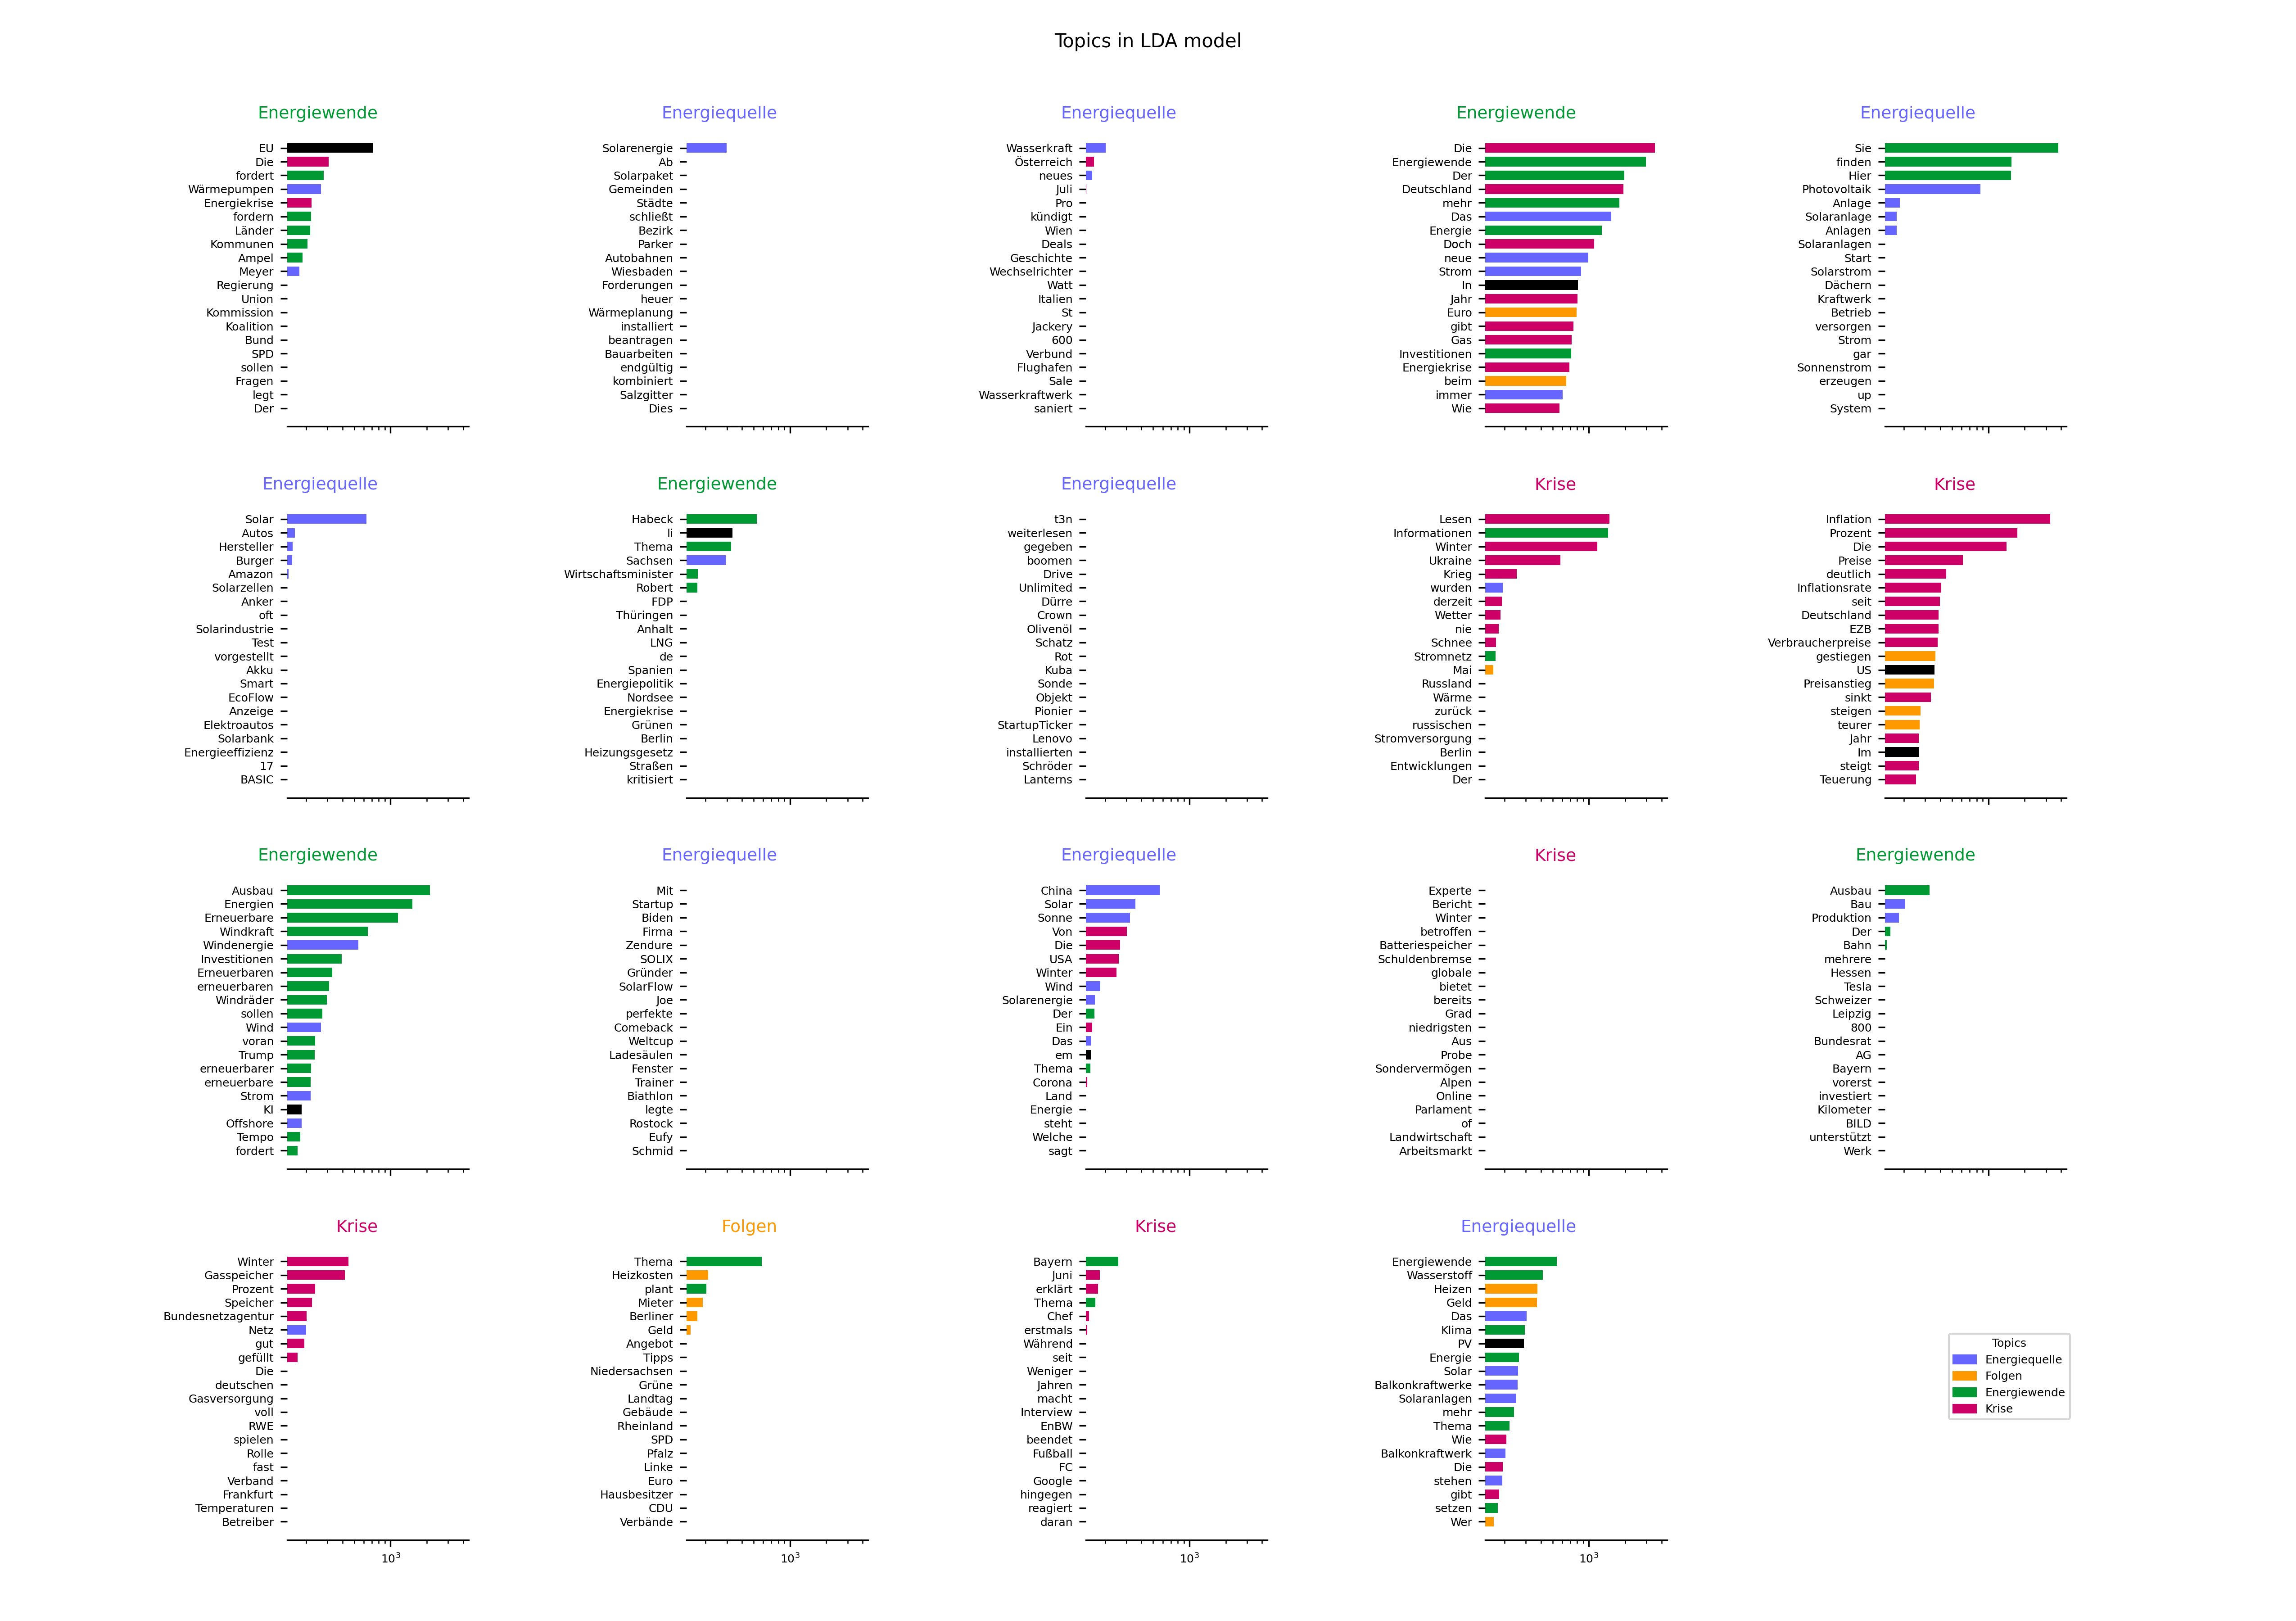 Topics in LDA model
Energiewende
EU
Die
fordert
Wärmepumpen
Energiekrise
fordern
Länder
Kommunen
Ampel
Meyer
Regierung
Union
Kommission
Koalition
Bund
SPD
sollen
Fragen
legt
Der
Energiequelle
Solarenergie
Ab
Solarpaket
Gemeinden
Städte
schließt
Bezirk
Parker
Autobahnen
Wiesbaden
Forderungen
heuer
Wärmeplanung
installiert
beantragen
Bauarbeiten
endgültig
kombiniert
Salzgitter
Dies
Energiequelle
Wasserkraft
Österreich
neues
Juli
Pro
kündigt
Wien
Deals
Geschichte
Wechselrichter
Watt
Italien
St
Jackery
600
Verbund
Flughafen
Sale
Wasserkraftwerk
saniert
Energiewende
Die
Energiewende
Der
Deutschland
mehr
Das
Energie
Doch
neue
Strom
In
Jahr
Euro
gibt
Gas
Investitionen
Energiekrise
beim
immer
Wie
Energiequelle
Sie
finden
Hier
Photovoltaik
Anlage
Solaranlage
Anlagen
Solaranlagen
Start
Solarstrom
Dächern
Kraftwerk
Betrieb
versorgen
Strom
gar
Sonnenstrom
erzeugen
up
System
Energiequelle
Solar
Autos
Hersteller
Burger
Amazon
Solarzellen
Anker
oft
Solarindustrie
Test
vorgestellt
Akku
Smart
EcoFlow
Anzeige
Elektroautos
Solarbank
Energieeffizienz
17
BASIC
Energiewende
Habeck
li
Thema
Sachsen
Wirtschaftsminister
Robert
FDP
Thüringen
Anhalt
LNG
de
Spanien
Energiepolitik
Nordsee
Energiekrise
Grünen
Berlin
Heizungsgesetz
Straßen
kritisiert
Energiequelle
t3n
weiterlesen
gegeben
boomen
Drive
Unlimited
Dürre
Crown
Olivenöl
Schatz
Rot
Kuba
Sonde
Objekt
Pionier
StartupTicker
Lenovo
installierten
Schröder
Lanterns
Krise
Lesen
Informationen
Winter
Ukraine
Krieg
wurden
derzeit
Wetter
nie
Schnee
Stromnetz
Mai
Russland
Wärme
zurück
russischen
Stromversorgung
Berlin
Entwicklungen
Der
Krise
Inflation
Prozent
Die
Preise
deutlich
Inflationsrate
seit
Deutschland
EZB
Verbraucherpreise
gestiegen
US
Preisanstieg
sinkt
steigen
teurer
Jahr
Im
steigt
Teuerung
Energiewende
Ausbau
Energien
Erneuerbare
Windkraft
Windenergie
Investitionen
Erneuerbaren
erneuerbaren
Windräder
sollen
Wind
voran
Trump
erneuerbarer
erneuerbare
Strom
KI
Offshore
Tempo
fordert
Energiequelle
Mit
Startup
Biden
Firma
Zendure
SOLIX
Gründer
SolarFlow
Joe
perfekte
Comeback
Weltcup
Ladesäulen
Fenster
Trainer
Biathlon
legte
Rostock
Eufy
Schmid
Energiequelle
China
Solar
Sonne
Von
Die
USA
Winter
Wind
Solarenergie
Der
Ein
Das
em
Thema
Corona
Land
Energie
steht
Welche
sagt
Krise
Experte
Bericht
Winter
betroffen
Batteriespeicher
Schuldenbremse
globale
bietet
bereits
Grad
niedrigsten
Aus
Probe
Sondervermögen
Alpen
Online
Parlament
of
Landwirtschaft
Arbeitsmarkt
Energiewende
Ausbau
Bau
Produktion
Der
Bahn
mehrere
Hessen
Tesla
Schweizer
Leipzig
800
Bundesrat
AG
Bayern
vorerst
investiert
Kilometer
BILD
unterstützt
Werk
Krise
Winter
Gasspeicher
Prozent
Speicher
Bundesnetzagentur
Netz
gut
gefüllt
Die
deutschen
Gasversorgung
voll
RWE
spielen
Rolle
fast
Verband
Frankfurt
Temperaturen
Betreiber
10³
Folgen
Thema
Heizkosten
plant
Mieter
Berliner
Geld
Angebot
Tipps
Niedersachsen
Grüne
Landtag
Gebäude
Rheinland
SPD
Pfalz
Linke
Euro
Hausbesitzer
CDU
Verbände
10³
Krise
Bayern
Juni
erklärt
Thema
Chef
erstmals
Während
seit
Weniger
Jahren
macht
Interview
EnBW
beendet
Fußball
FC
Google
hingegen
reagiert
daran
10³
Energiequelle
Energiewende
Wasserstoff
Heizen
Geld
Das
Klima
PV
Energie
Solar
Balkonkraftwerke
Solaranlagen
mehr
Thema
Wie
Balkonkraftwerk
Die
stehen
gibt
setzen
Wer
10³
Topics
Energiequelle
Folgen
Energiewende
Krise